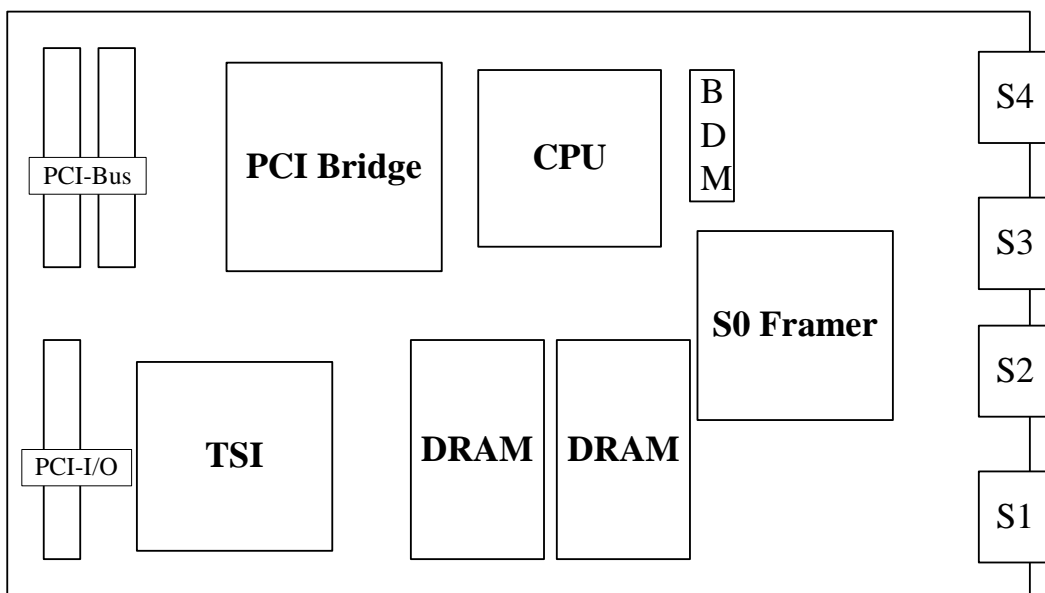 PCI-Bus
PCI Bridge
CPU
B
D
M
S4
S3
S0 Framer
S2
PCI-I/O
TSI
DRAM
DRAM
S1